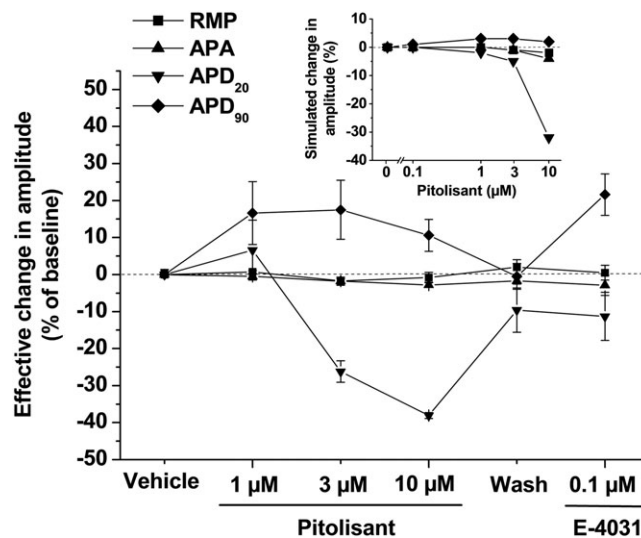 RMP
APA
APD20
APD90
Effective change in amplitude
(% of baseline)
50
40
30
20
10
0
-10
-20
-30
-40
-50
Vehicle
1 µM
3 µM
10 µM
Wash
0.1 µM
Pitolisant
E-4031
Simulated change in
amplitude (%)
10
0
-10
-20
-30
-40
0
0.1
1
3
10
Pitolisant (µM)